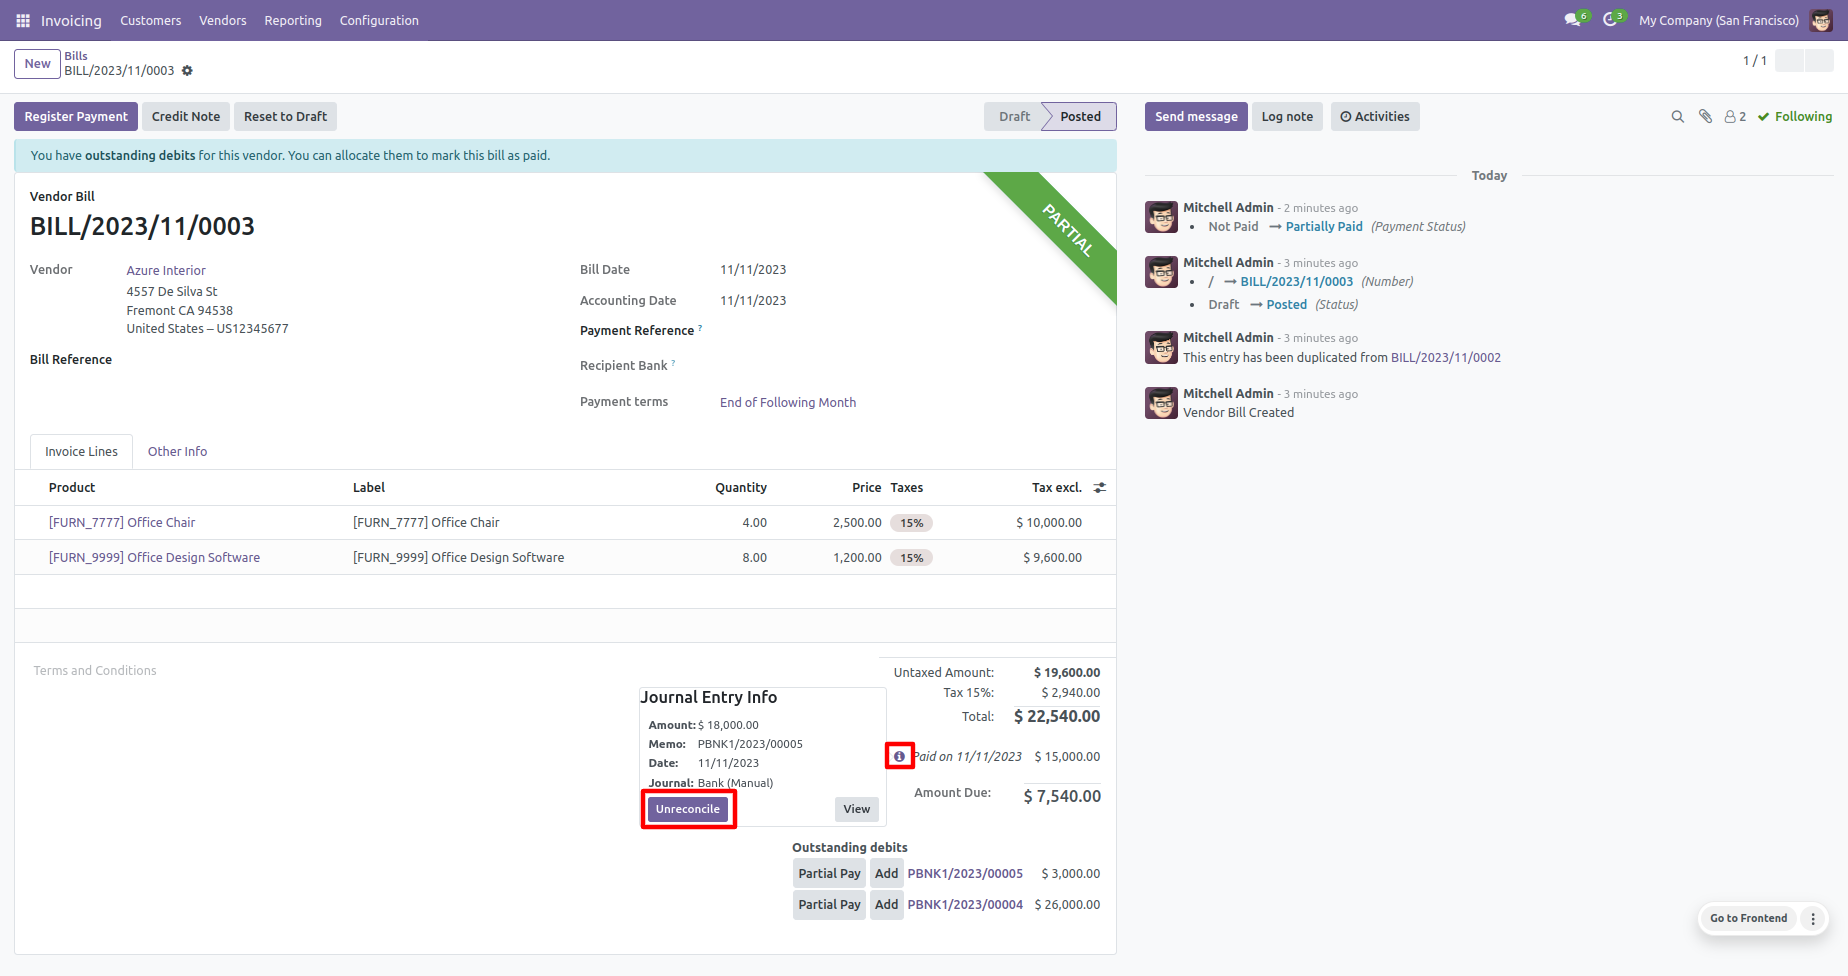 Invoicing Customers Vendors Reporting Configuration 6 3 My Company (San Francisco)
New Bills
BILL/2023/11/0003 1 / 1
Register Payment Credit Note Reset to Draft Draft Posted
You have outstanding debits for this vendor. You can allocate them to mark this bill as paid.
Vendor Bill
BILL/2023/11/0003
PARTIAL
Vendor Azure Interior
4557 De Silva St
Fremont CA 94538
United States – US12345677
Bill Reference
Bill Date 11/11/2023
Accounting Date 11/11/2023
Payment Reference ?
Recipient Bank ?
Payment terms End of Following Month
Invoice Lines Other Info
Product Label Quantity Price Taxes Tax excl.
[FURN_7777] Office Chair [FURN_7777] Office Chair 4.00 2,500.00 15% $ 10,000.00
[FURN_9999] Office Design Software [FURN_9999] Office Design Software 8.00 1,200.00 15% $ 9,600.00
Terms and Conditions
Untaxed Amount: $ 19,600.00
Tax 15%: $ 2,940.00
Total: $ 22,540.00
Paid on 11/11/2023 $ 15,000.00
Amount Due: $ 7,540.00
Journal Entry Info
Amount: $ 18,000.00
Memo: PBNK1/2023/00005
Date: 11/11/2023
Journal: Bank (Manual)
Unreconcile View
Outstanding debits
Partial Pay Add PBNK1/2023/00005 $ 3,000.00
Partial Pay Add PBNK1/2023/00004 $ 26,000.00
Send message Log note Activities 2 Following
Today
Mitchell Admin - 2 minutes ago
• Not Paid → Partially Paid (Payment Status)
Mitchell Admin - 3 minutes ago
• / → BILL/2023/11/0003 (Number)
• Draft → Posted (Status)
Mitchell Admin - 3 minutes ago
This entry has been duplicated from BILL/2023/11/0002
Mitchell Admin - 3 minutes ago
Vendor Bill Created
Go to Frontend